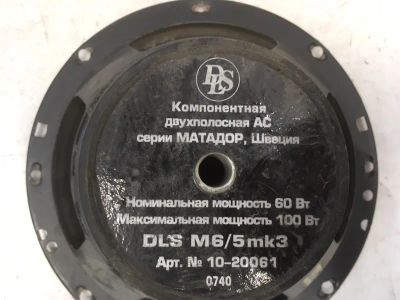 DLS
Компонентная
двухполосная АС
серии МАТАДОР, Швеция
Номинальная мощность 60 Вт
Максимальная мощность 100 Вт
DLS M6/5mk3
Арт. № 10-20061
0740